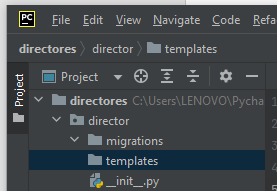 PC File Edit View Navigate Code Refa
directores director templates
Project
Project
directores C:\Users\LENOVO\Pycha
director
migrations
templates
__init__.py
1